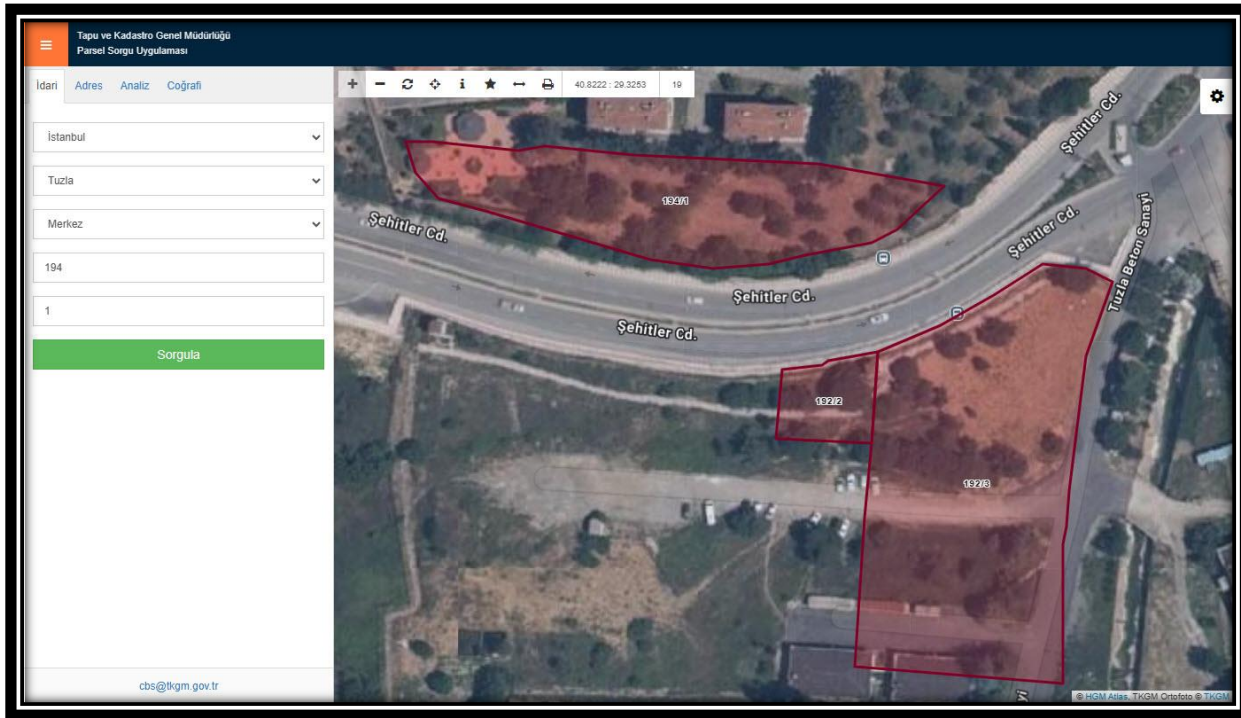 Tapu ve Kadastro Genel Müdürlüğü
Parsel Sorgu Uygulaması
İdari Adres Analiz Coğrafi
40.8222 : 29.3253 19
İstanbul
Tuzla
Merkez
194
1
Sorgula
cbs@tkgm.gov.tr
Şehitler Cd.
194/1
Şehitler Cd.
Şehitler Cd.
Tuzla Beton Sanayi
Şehitler Cd.
Şehitler Cd.
192/2
192/3
yi
© HGM Atlas, TKGM Ortofoto © TKGM